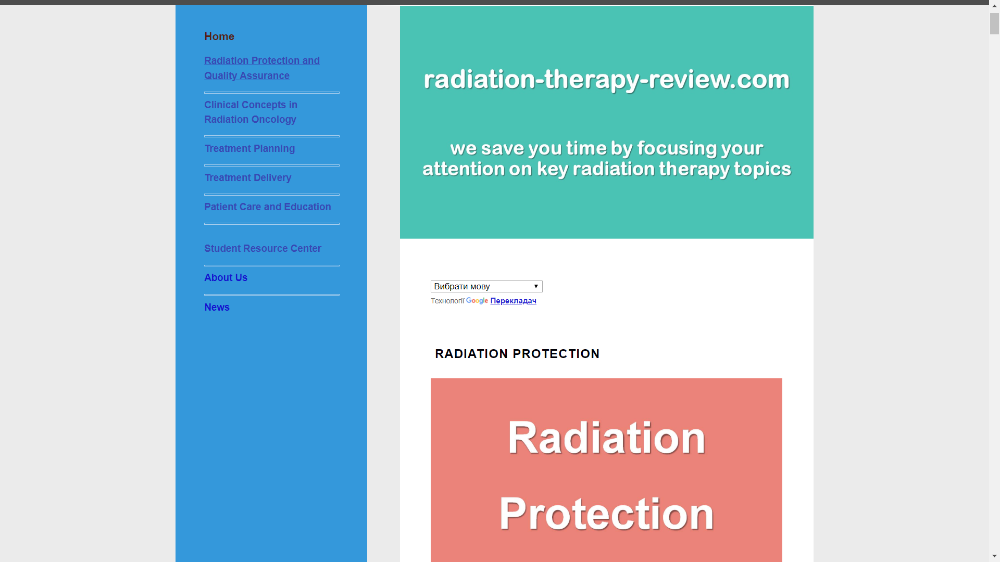 Home
Radiation Protection and
Quality Assurance
Clinical Concepts in
Radiation Oncology
Treatment Planning
Treatment Delivery
Patient Care and Education
Student Resource Center
About Us
News
radiation-therapy-review.com
we save you time by focusing your
attention on key radiation therapy topics
Вибрати мову
Технології Google Перекладач
RADIATION PROTECTION
Radiation
Protection